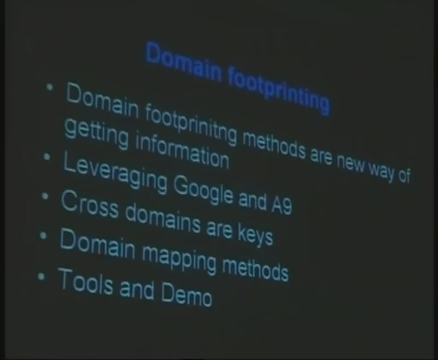 Domain footprinting
• Domain footprinitng methods are new way of
getting information
• Leveraging Google and A9
• Cross domains are keys
• Domain mapping methods
• Tools and Demo